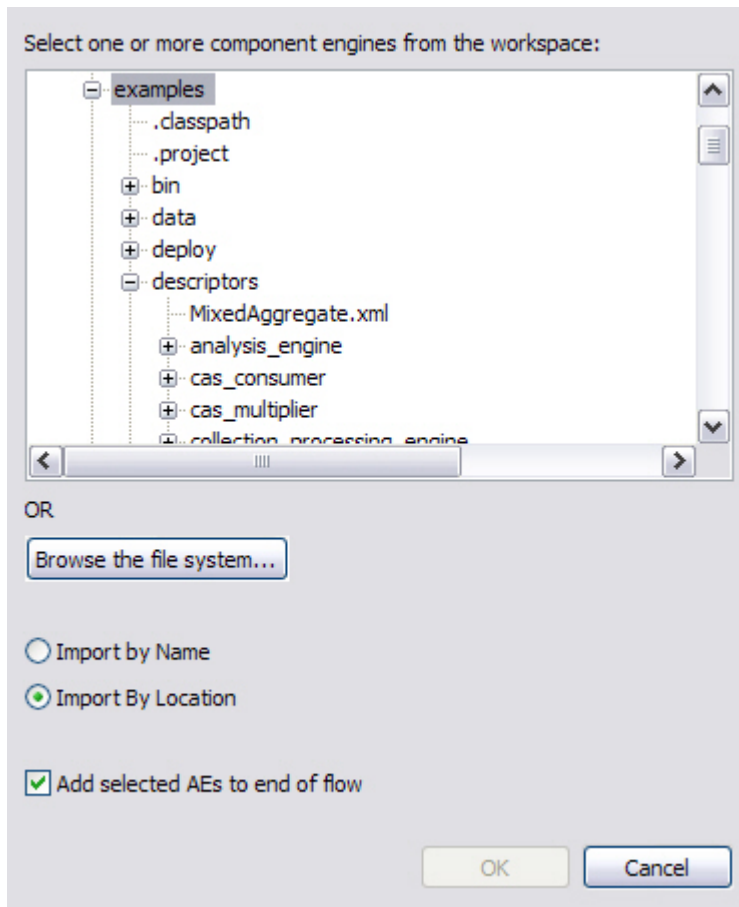 Select one or more component engines from the workspace:
examples
.classpath
.project
bin
data
deploy
descriptors
MixedAggregate.xml
analysis_engine
cas_consumer
cas_multiplier
collection_processing_engine
OR
Browse the file system...
Import by Name
Import By Location
Add selected AEs to end of flow
OK Cancel